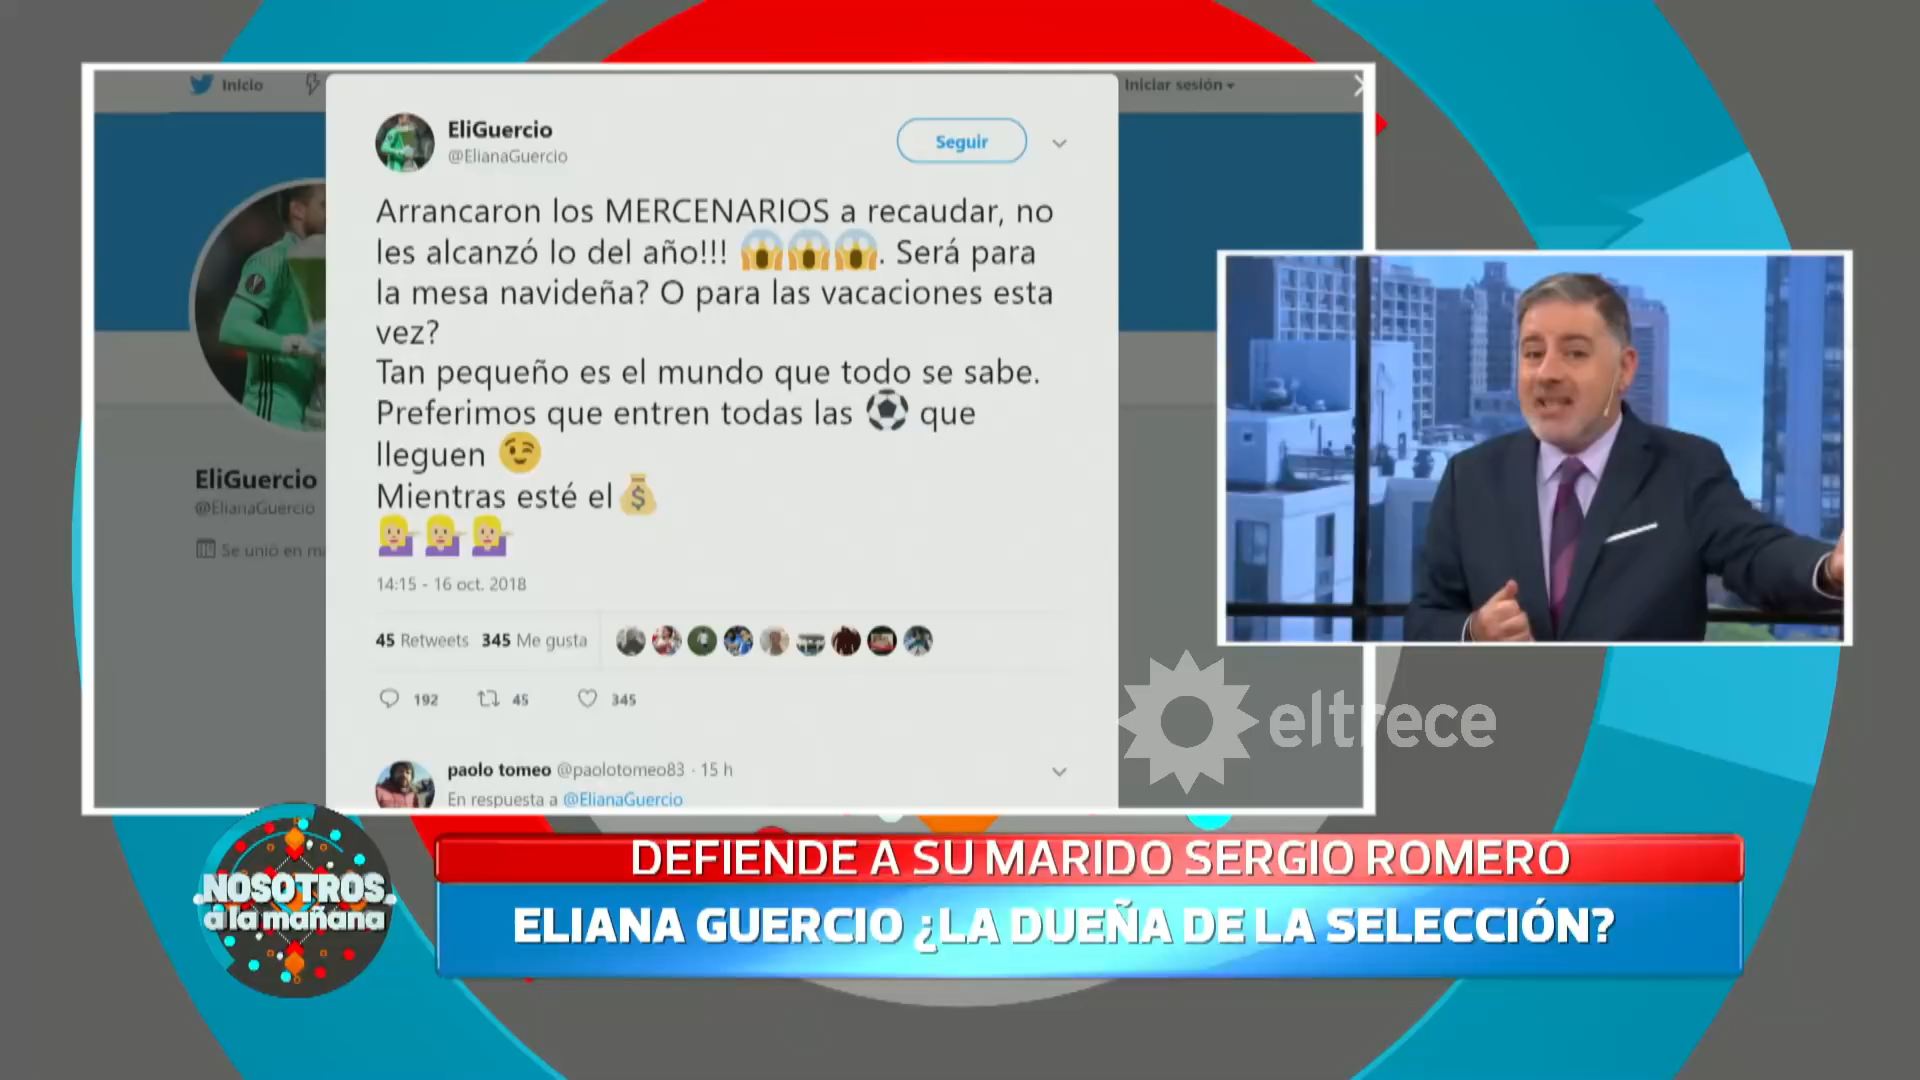 Inicio
Iniciar sesión
EliGuercio
@ElianaGuercio
Seguir
Arrancaron los MERCENARIOS a recaudar, no
les alcanzó lo del año!!! 😱😱😱. Será para
la mesa navideña? O para las vacaciones esta
vez?
Tan pequeño es el mundo que todo se sabe.
Preferimos que entren todas las ⚽ que
lleguen 😉
Mientras esté el 💰
💁🏼💁🏼💁🏼
14:15 - 16 oct. 2018
45 Retweets 345 Me gusta
192 45 345
paolo tomeo @paolotomeo83 · 15 h
En respuesta a @ElianaGuercio
EliGuercio
@ElianaGuercio
Se unió en
eltrece
NOSOTROS
a la mañana
DEFIENDE A SU MARIDO SERGIO ROMERO
ELIANA GUERCIO ¿LA DUEÑA DE LA SELECCIÓN?